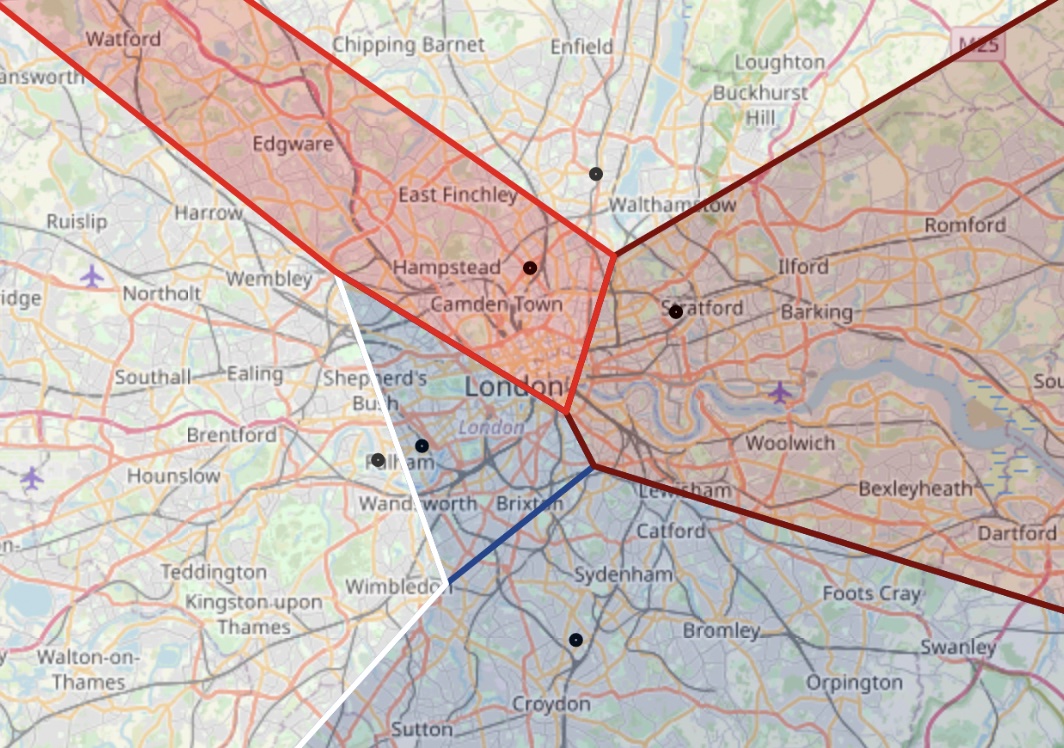 Watford
Chipping Barnet
Enfield
M25
answorth
Loughton
Buckhurst
Hill
Edgware
East Finchley
Walthamstow
Ruislip
Harrow
Romford
Wembley
Hampstead
Ilford
idge
Northolt
Camden Town
Stratford
Barking
Southall
Ealing
Shepherd's
Bush
London
Sou
London
Brentford
Woolwich
Hounslow
Fulham
Wandsworth
Brixton
Lewisham
Bexleyheath
on-
Catford
Dartford
Teddington
Wimbledon
Sydenham
Foots Cray
Kingston upon
Thames
Bromley
Walton-on-
Thames
Swanley
Orpington
Croydon
Sutton